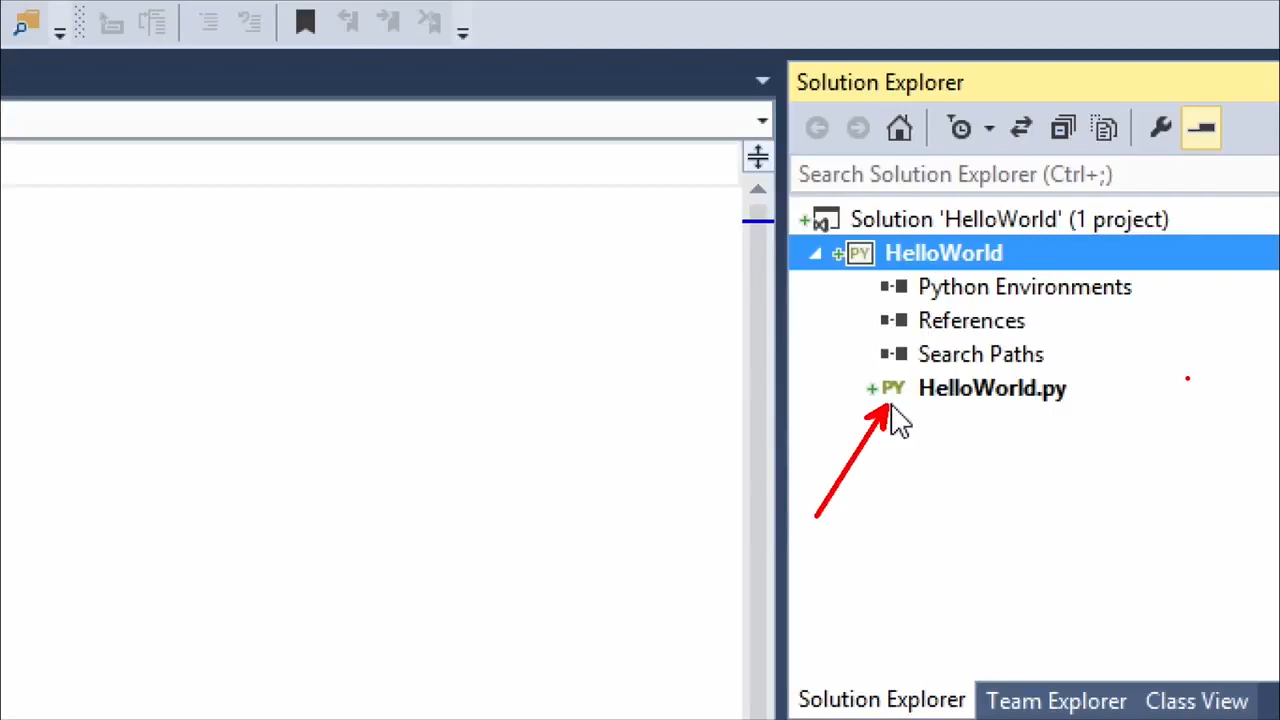 Solution Explorer
Search Solution Explorer (Ctrl+;)
Solution 'HelloWorld' (1 project)
PY HelloWorld
Python Environments
References
Search Paths
PY HelloWorld.py
Solution Explorer Team Explorer Class View